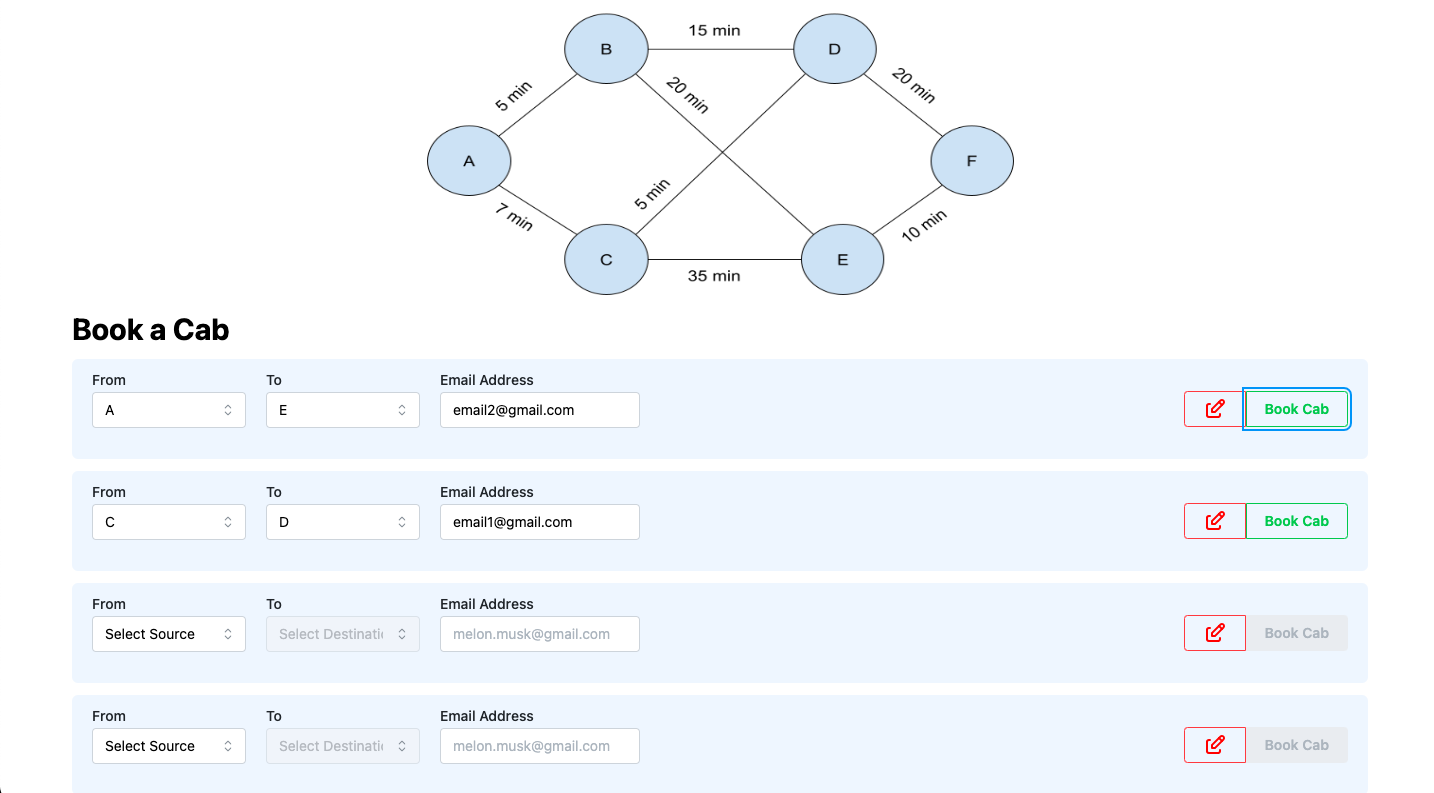 15 min
B
D
5 min
20 min
20 min
A
F
7 min
5 min
10 min
C
E
35 min
Book a Cab
From To Email Address
A E email2@gmail.com Book Cab
From To Email Address
C D email1@gmail.com Book Cab
From To Email Address
Select Source Select Destinati melon.musk@gmail.com Book Cab
From To Email Address
Select Source Select Destinati melon.musk@gmail.com Book Cab